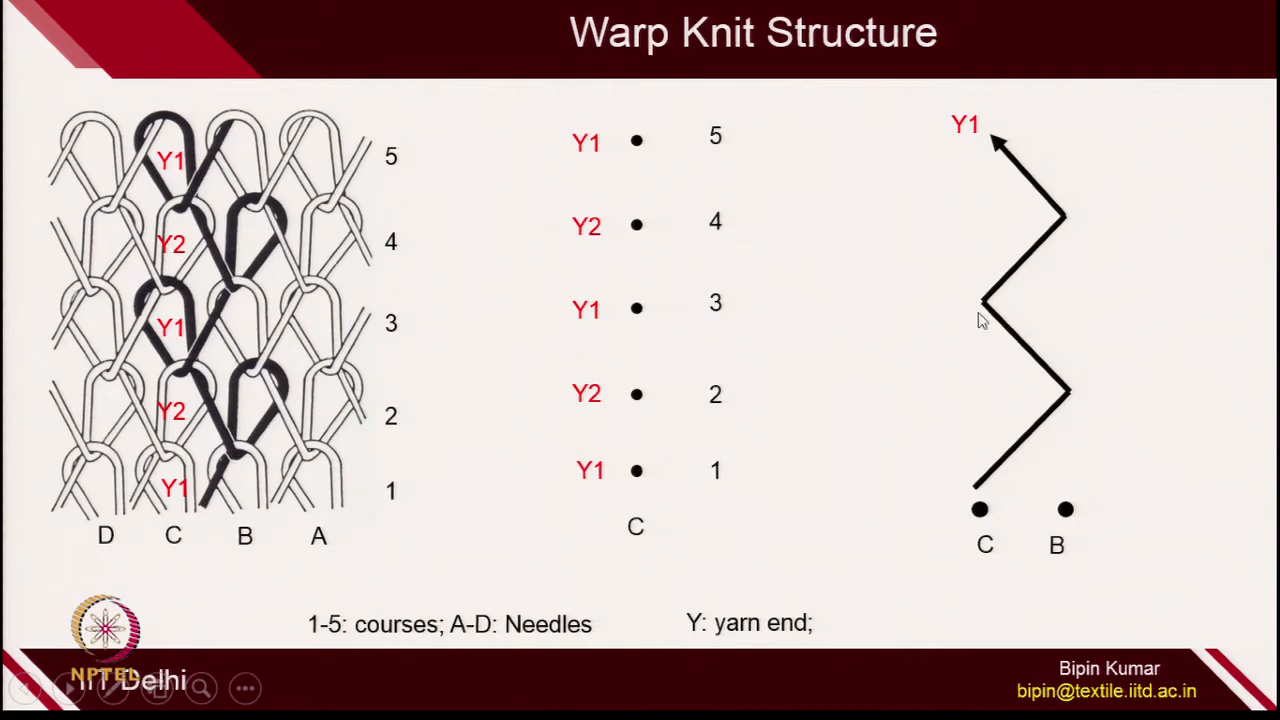 Warp Knit Structure
Y1
5
Y2
4
Y1
3
Y2
2
Y1
1
D C B A
Y1 5
Y2 4
Y1 3
Y2 2
Y1 1
C
Y1
C B
1-5: courses; A-D: Needles Y: yarn end;
NPTEL
IIT Delhi
Bipin Kumar
bipin@textile.iitd.ac.in